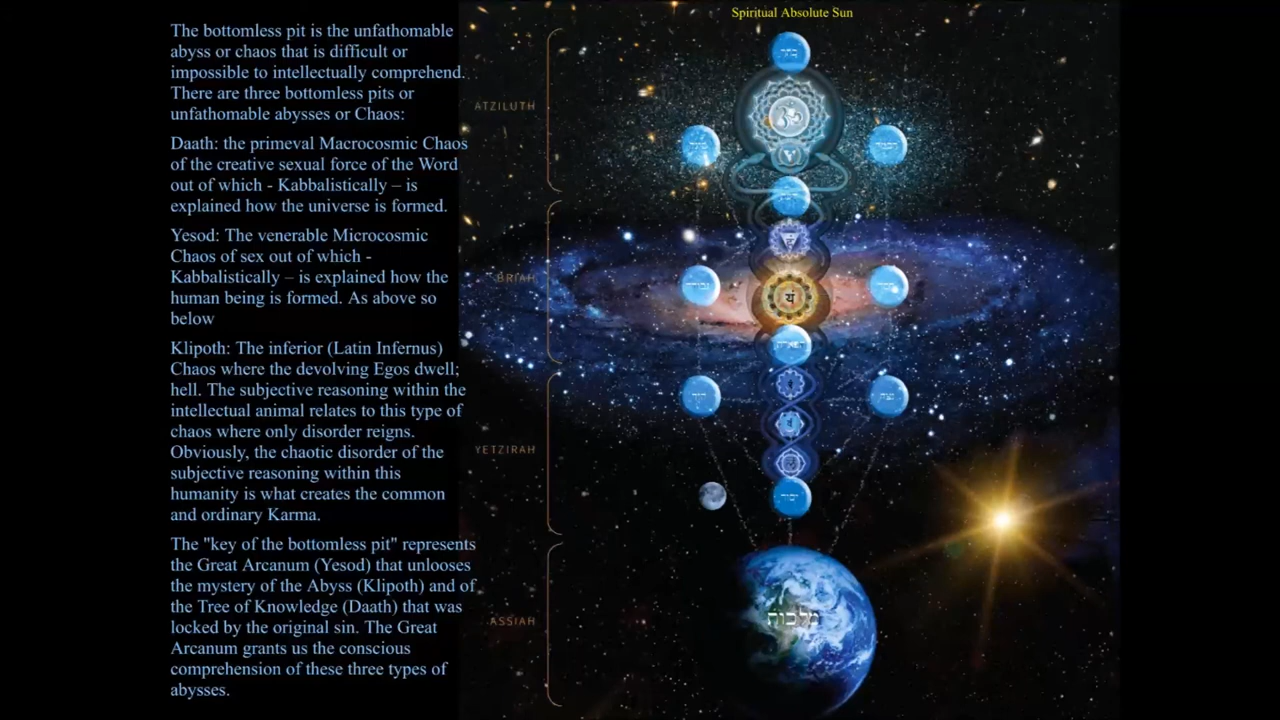 Spiritual Absolute Sun
The bottomless pit is the unfathomable
abyss or chaos that is difficult or
impossible to intellectually comprehend.
There are three bottomless pits or
unfathomable abysses or Chaos:
Daath: the primeval Macrocosmic Chaos
of the creative sexual force of the Word
out of which - Kabbalistically – is
explained how the universe is formed.
Yesod: The venerable Microcosmic
Chaos of sex out of which -
Kabbalistically – is explained how the
human being is formed. As above so
below
Klipoth: The inferior (Latin Infernus)
Chaos where the devolving Egos dwell;
hell. The subjective reasoning within the
intellectual animal relates to this type of
chaos where only disorder reigns.
Obviously, the chaotic disorder of the
subjective reasoning within this
humanity is what creates the common
and ordinary Karma.
The "key of the bottomless pit" represents
the Great Arcanum (Yesod) that unlooses
the mystery of the Abyss (Klipoth) and of
the Tree of Knowledge (Daath) that was
locked by the original sin. The Great
Arcanum grants us the conscious
comprehension of these three types of
abysses.
ATZILUTH
BRIAH
YETZIRAH
ASSIAH
यं
מלכות